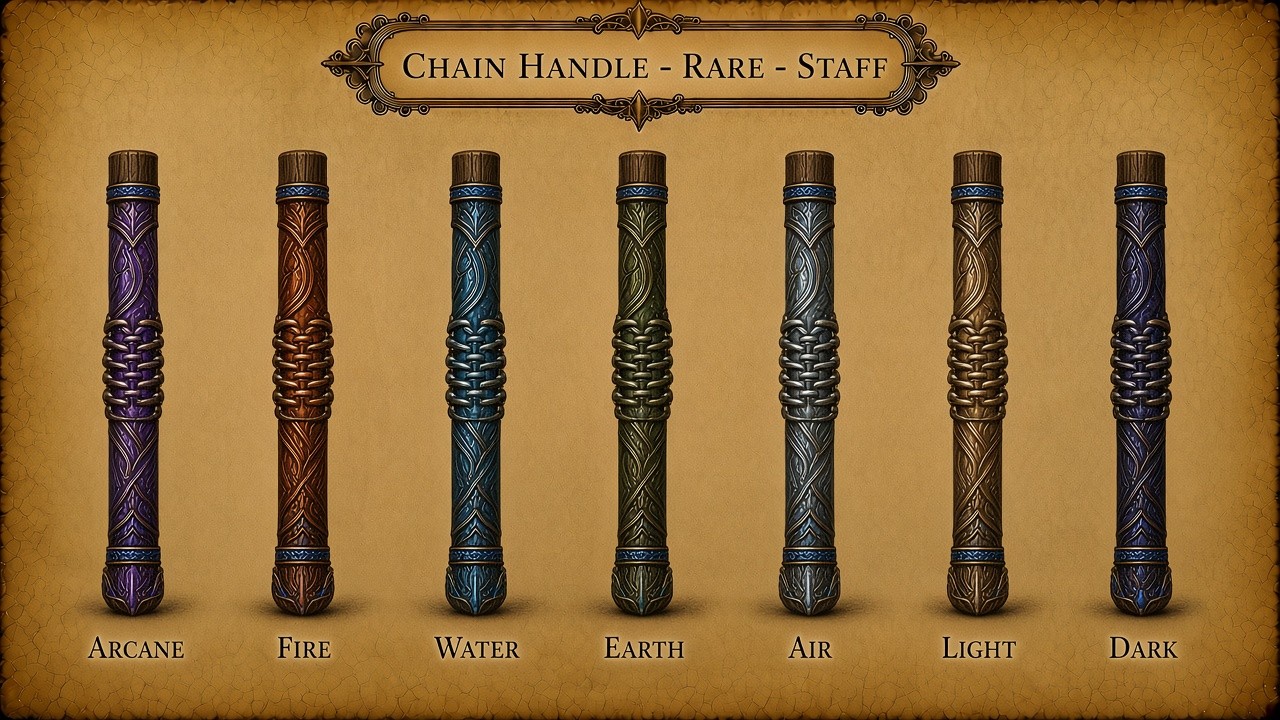 Chain Handle - Rare - Staff
Arcane
Fire
Water
Earth
Air
Light
Dark